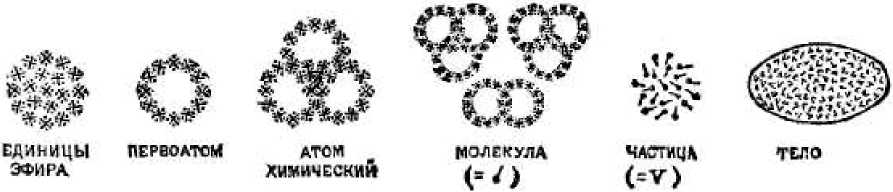 ЕДИНИЦЫ
ЭФИРА
ПЕРВОАТОМ
АТОМ
ХИМИЧЕСКИЙ
МОЛЕКУЛА
ЧАСТИЦА
(=V)
ТЕЛО